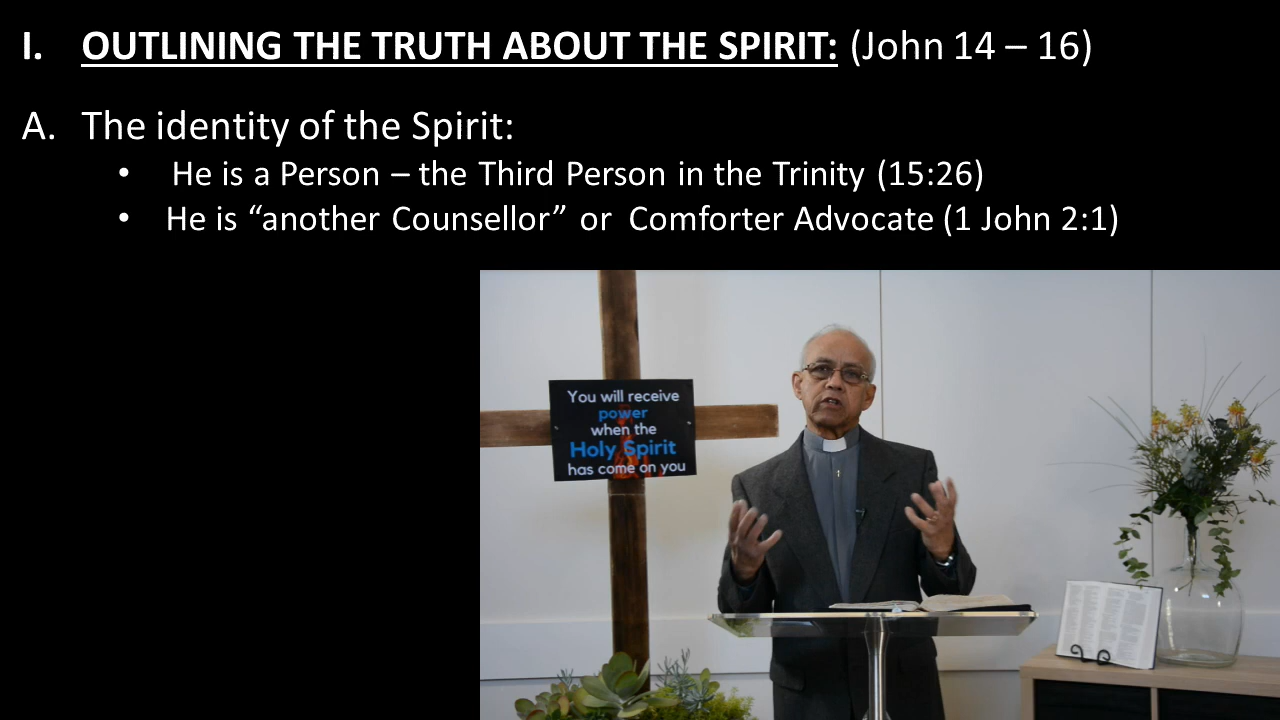 I. OUTLINING THE TRUTH ABOUT THE SPIRIT: (John 14 – 16)
A. The identity of the Spirit:
• He is a Person – the Third Person in the Trinity (15:26)
• He is “another Counsellor” or Comforter Advocate (1 John 2:1)
You will receive
power
when the
Holy Spirit
has come on you